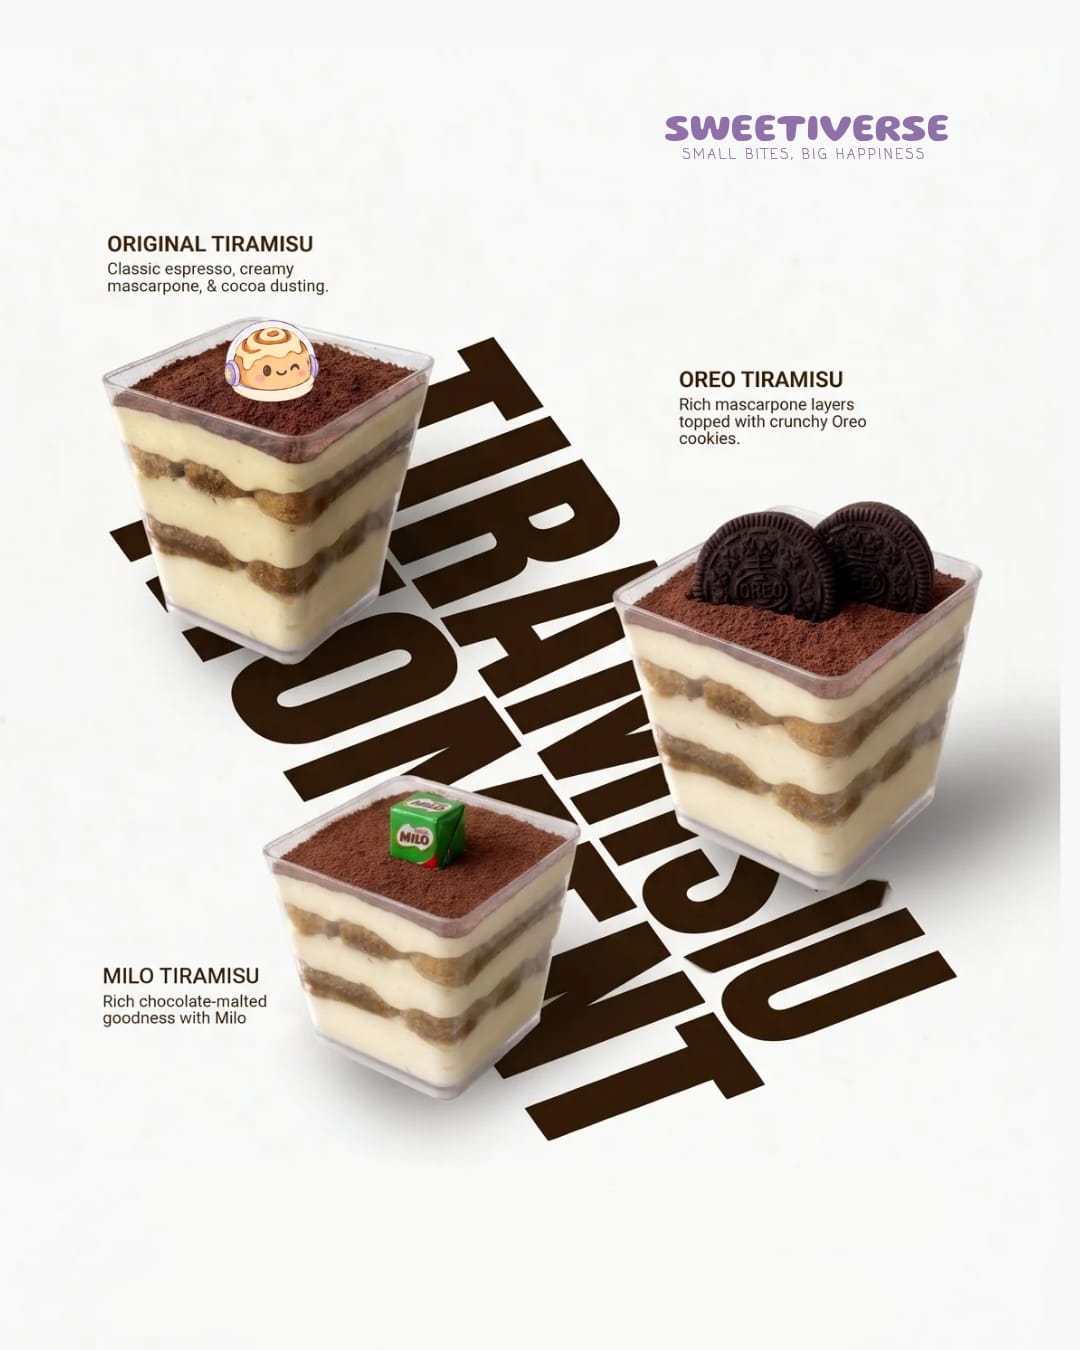 SWEETIVERSE
SMALL BITES, BIG HAPPINESS
ORIGINAL TIRAMISU
Classic espresso, creamy
mascarpone, & cocoa dusting.
OREO TIRAMISU
Rich mascarpone layers
topped with crunchy Oreo
cookies.
TIRAMISU
OREO
MILO
MILO
MILO TIRAMISU
Rich chocolate-malted
goodness with Milo